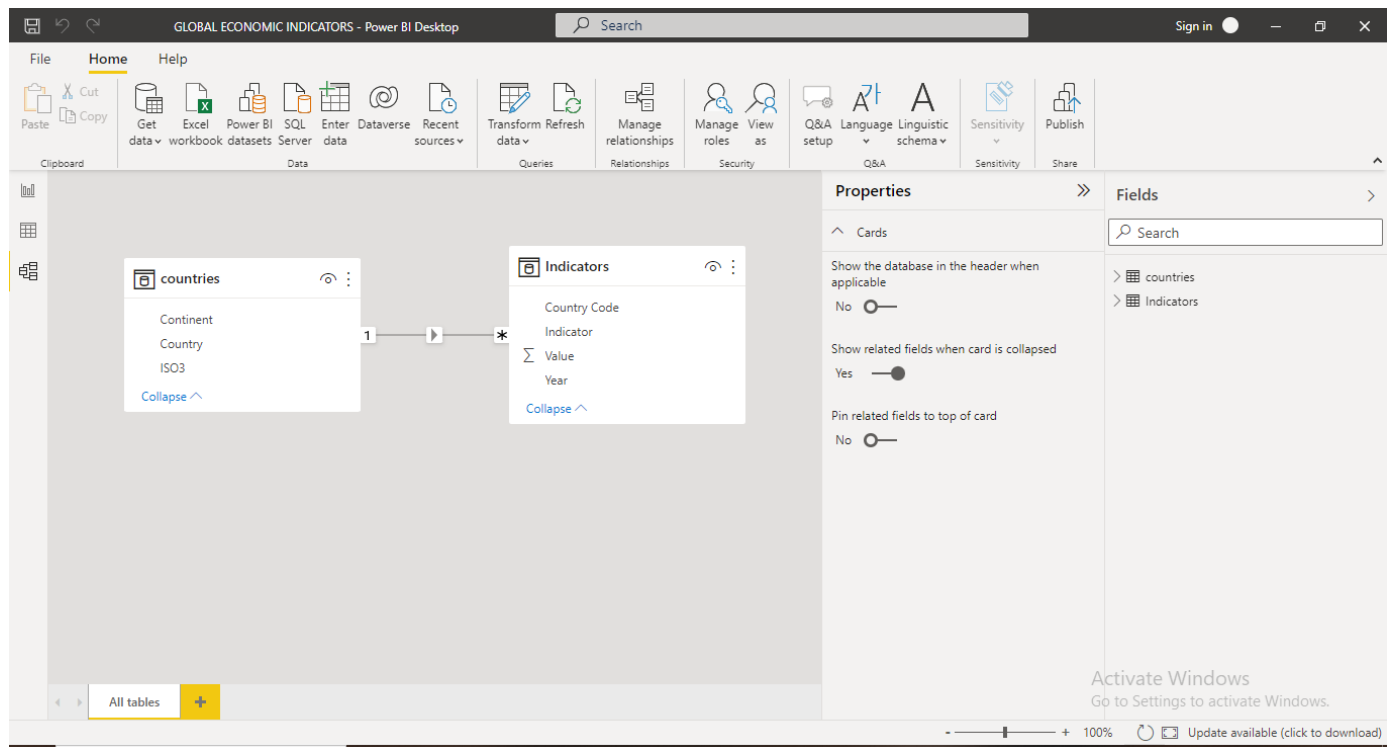 GLOBAL ECONOMIC INDICATORS - Power BI Desktop
Search
Sign in
File Home Help
Paste
Cut
Copy
Clipboard
Get data
Excel workbook
Power BI datasets
SQL Server
Enter data
Dataverse
Recent sources
Data
Transform data
Refresh
Queries
Manage relationships
Relationships
Manage roles
View as
Security
Q&A setup
Language
Linguistic schema
Q&A
Sensitivity
Sensitivity
Publish
Share
countries
Continent
Country
ISO3
Collapse
1
*
Indicators
Country Code
Indicator
Σ Value
Year
Collapse
Properties
Cards
Show the database in the header when
applicable
No
Show related fields when card is collapsed
Yes
Pin related fields to top of card
No
Fields
Search
countries
Indicators
Activate Windows
Go to Settings to activate Windows.
All tables
+
- + 100%
Update available (click to download)